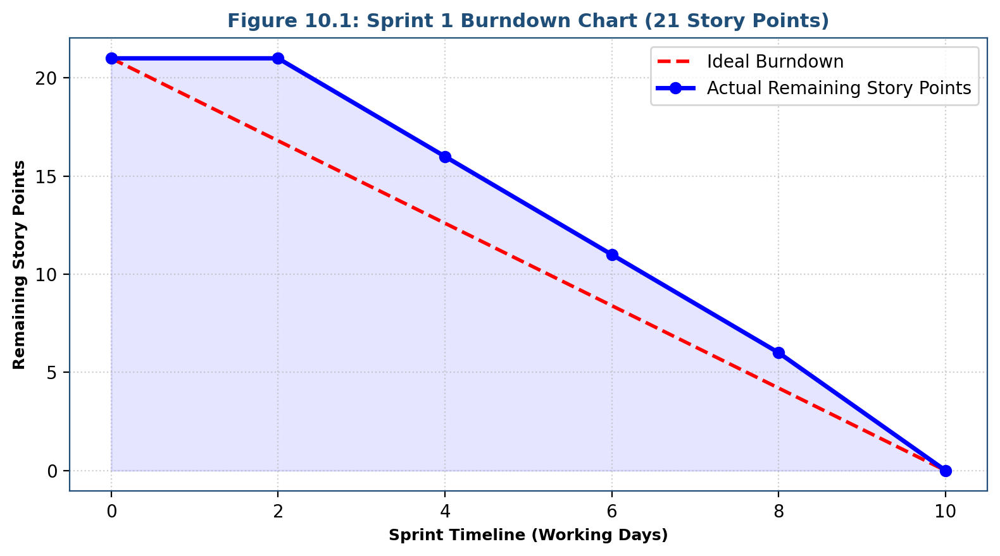 Figure 10.1: Sprint 1 Burndown Chart (21 Story Points)
Ideal Burndown
Actual Remaining Story Points
Remaining Story Points
20
15
10
5
0
0 2 4 6 8 10
Sprint Timeline (Working Days)